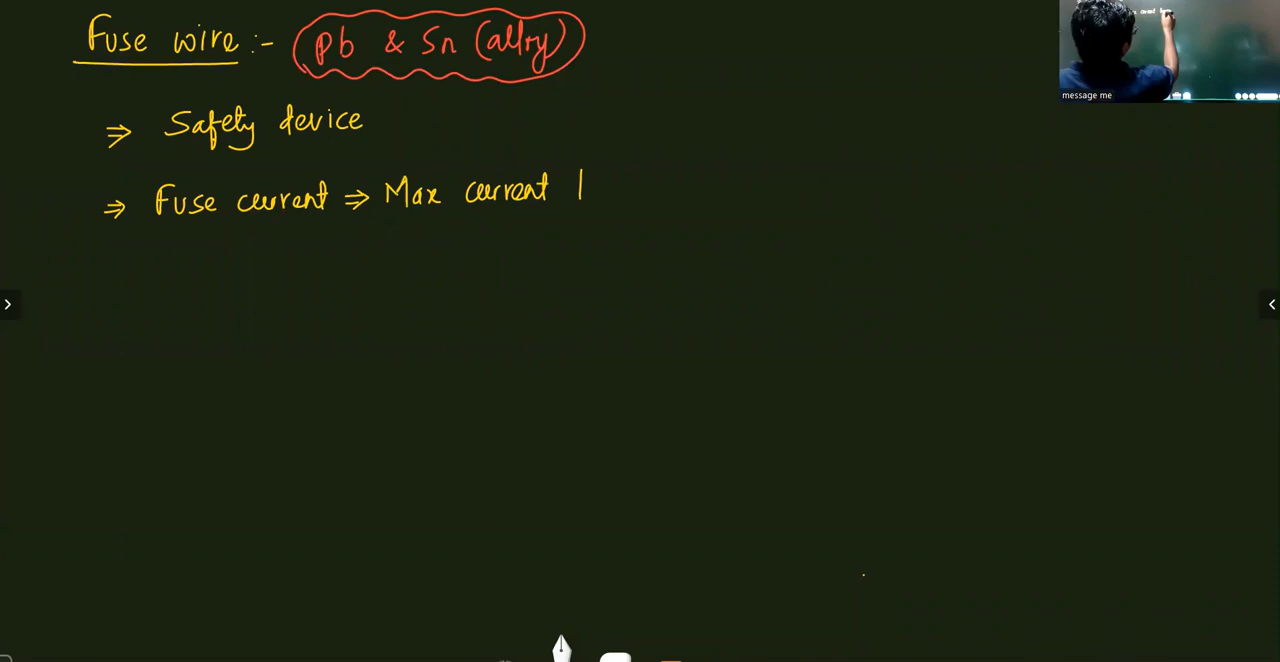 Fuse wire :- Pb & Sn (alloy)
⇒ Safety device
⇒ Fuse current ⇒ Max current
message me